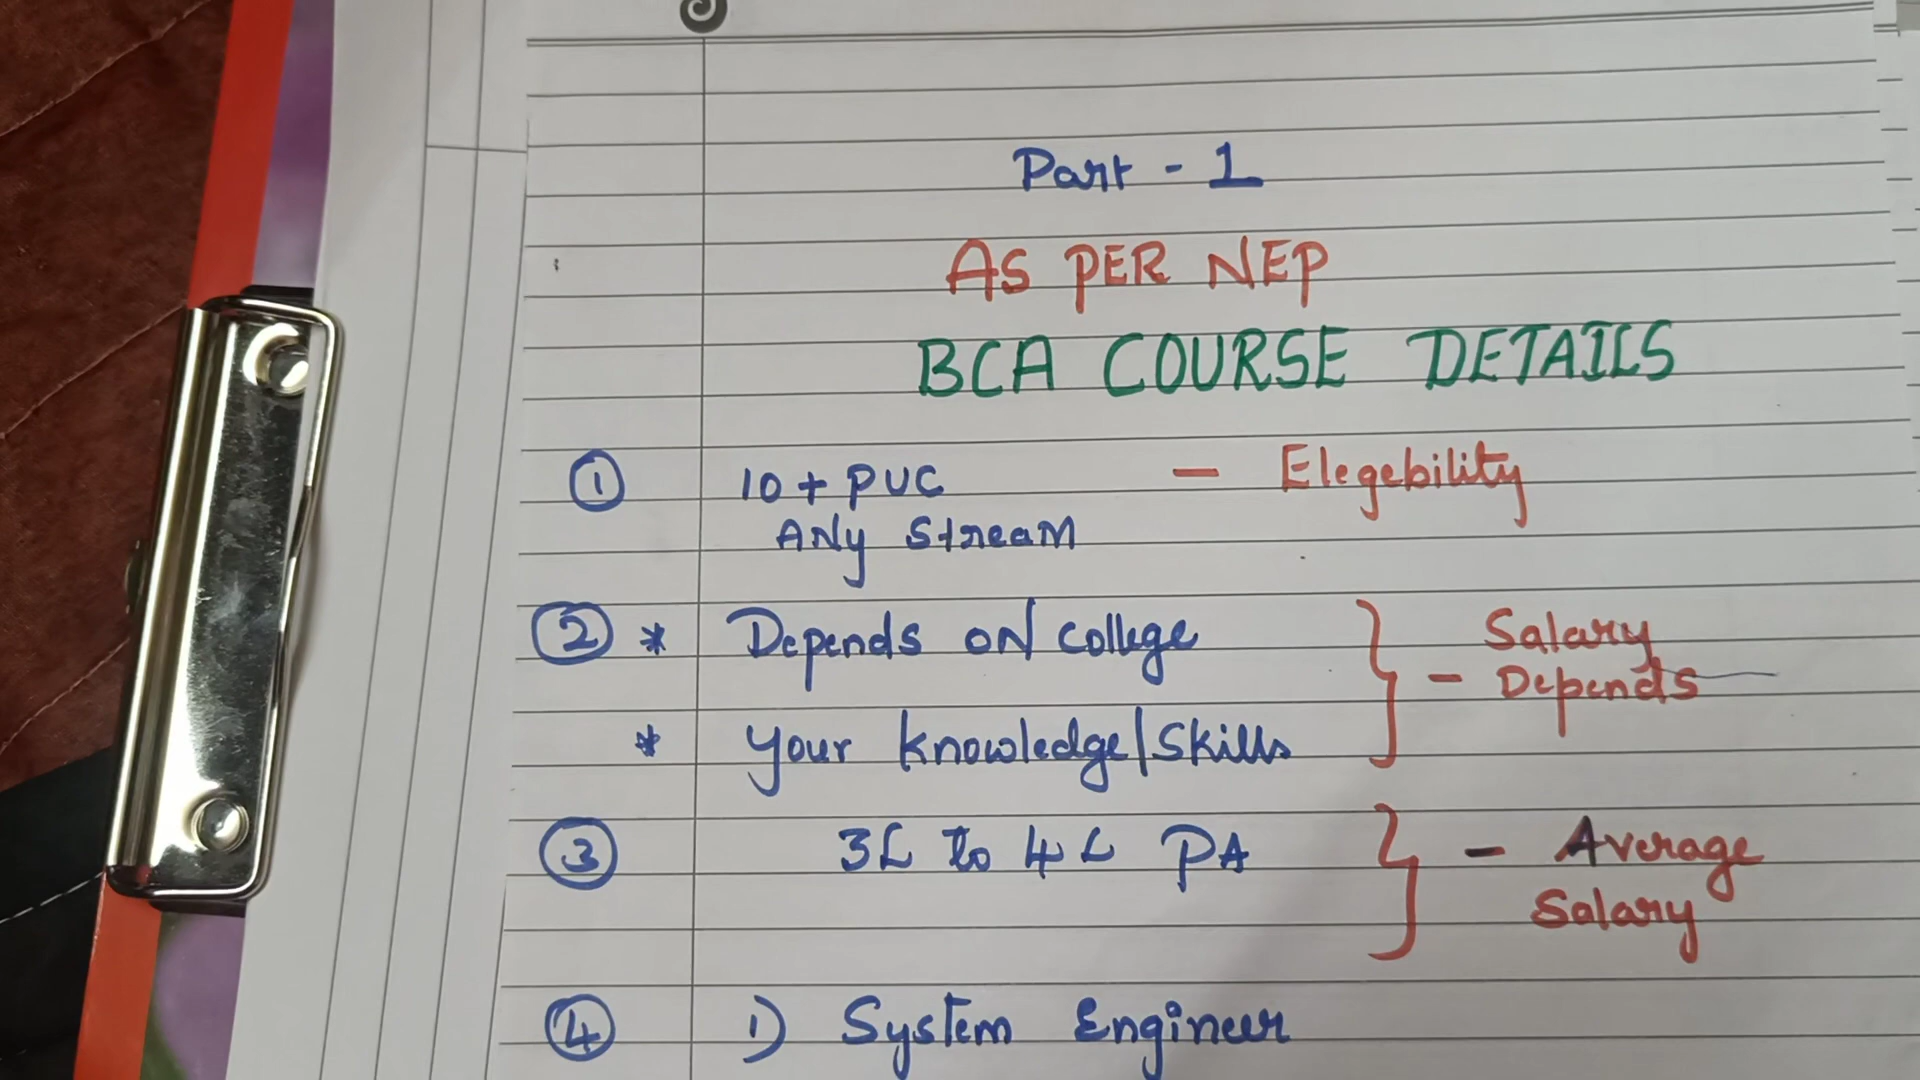 Part - 1
AS PER NEP
BCA COURSE DETAILS
① 10 + PUC — Elegebility
ANy StreaM
② * Depends oN college - Salary
Depends
* your knowledge/skills
③ 3L to 4L PA - Average
Salary
④ 1) System Engineer